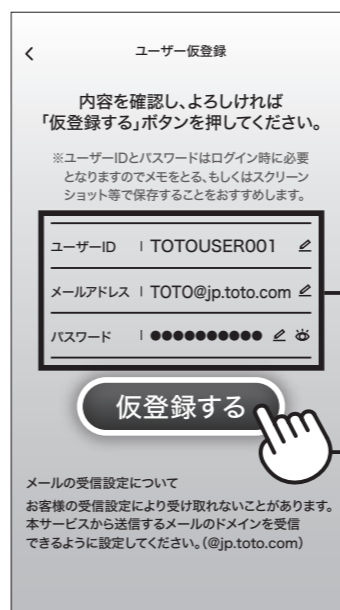 ユーザー仮登録
内容を確認し、よろしければ
「仮登録する」ボタンを押してください。
※ユーザーIDとパスワードはログイン時に必要
となりますのでメモをとる、もしくはスクリーン
ショット等で保存することをおすすめします。
ユーザーID | TOTOUSER001
メールアドレス | TOTO@jp.toto.com
パスワード | ●●●●●●●●●●
仮登録する
メールの受信設定について
お客様の受信設定により受け取れないことがあります。
本サービスから送信するメールのドメインを受信
できるように設定してください。(@jp.toto.com)